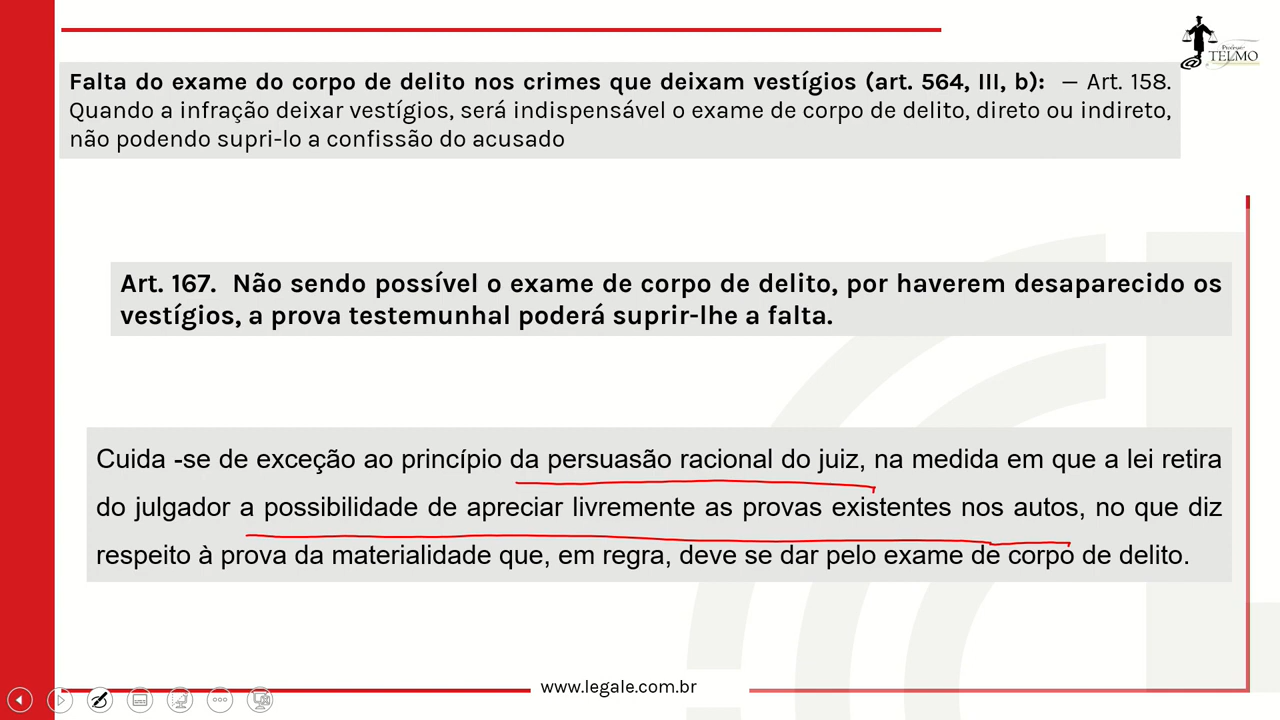 Professor
TELMO
Falta do exame do corpo de delito nos crimes que deixam vestígios (art. 564, III, b): — Art. 158.
Quando a infração deixar vestígios, será indispensável o exame de corpo de delito, direto ou indireto,
não podendo supri-lo a confissão do acusado
Art. 167. Não sendo possível o exame de corpo de delito, por haverem desaparecido os
vestígios, a prova testemunhal poderá suprir-lhe a falta.
Cuida -se de exceção ao princípio da persuasão racional do juiz, na medida em que a lei retira
do julgador a possibilidade de apreciar livremente as provas existentes nos autos, no que diz
respeito à prova da materialidade que, em regra, deve se dar pelo exame de corpo de delito.
www.legale.com.br